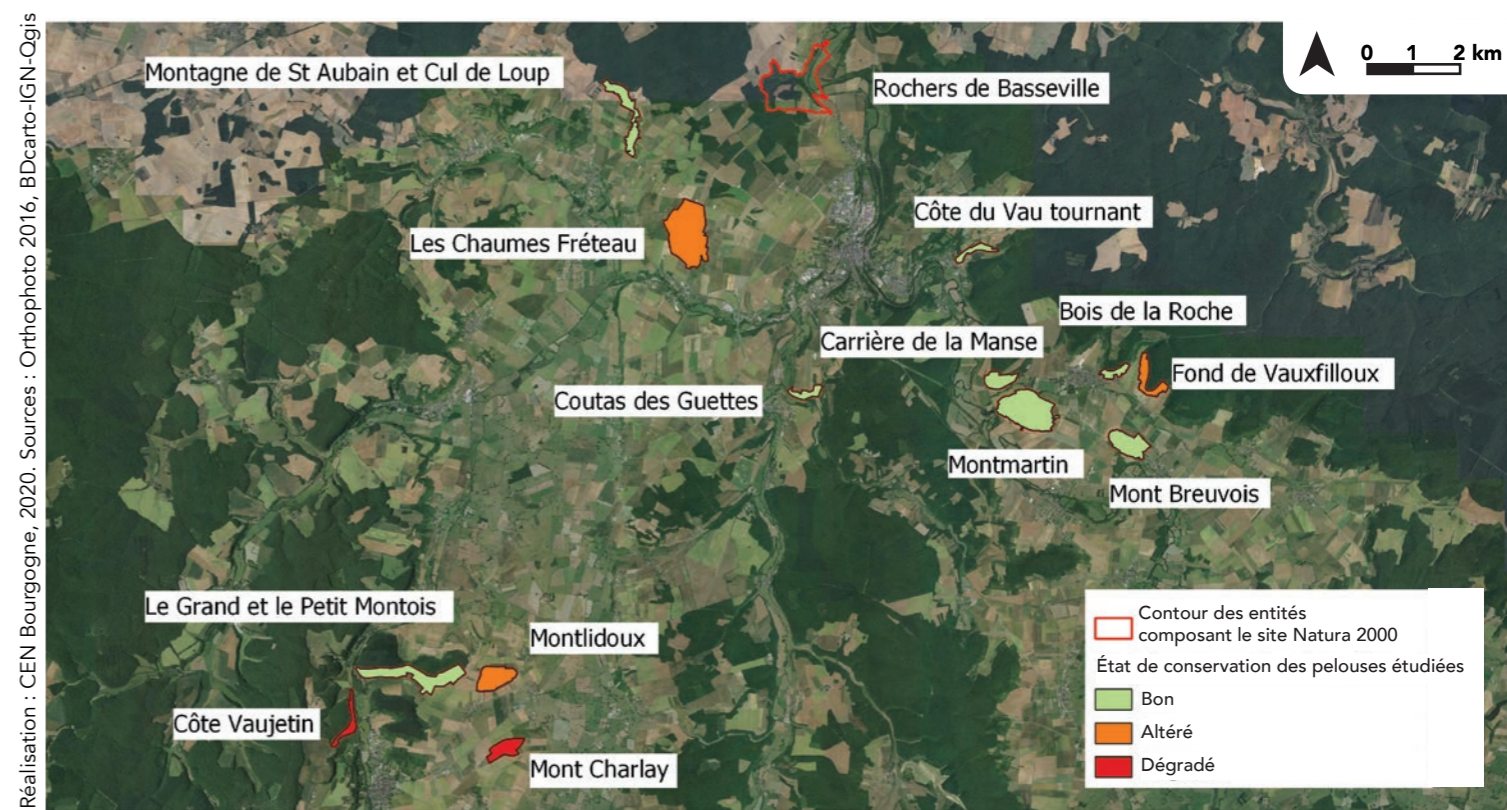 Réalisation : CEN Bourgogne, 2020. Sources : Orthophoto 2016, BDcarto-IGN-Qgis
0 1 2 km
Montagne de St Aubain et Cul de Loup
Rochers de Basseville
Côte du Vau tournant
Les Chaumes Fréteau
Bois de la Roche
Carrière de la Manse
Fond de Vauxfilloux
Coutas des Guettes
Montmartin
Mont Breuvois
Le Grand et le Petit Montois
Montlidoux
Côte Vaujetin
Mont Charlay
Contour des entités
composant le site Natura 2000
État de conservation des pelouses étudiées
Bon
Altéré
Dégradé